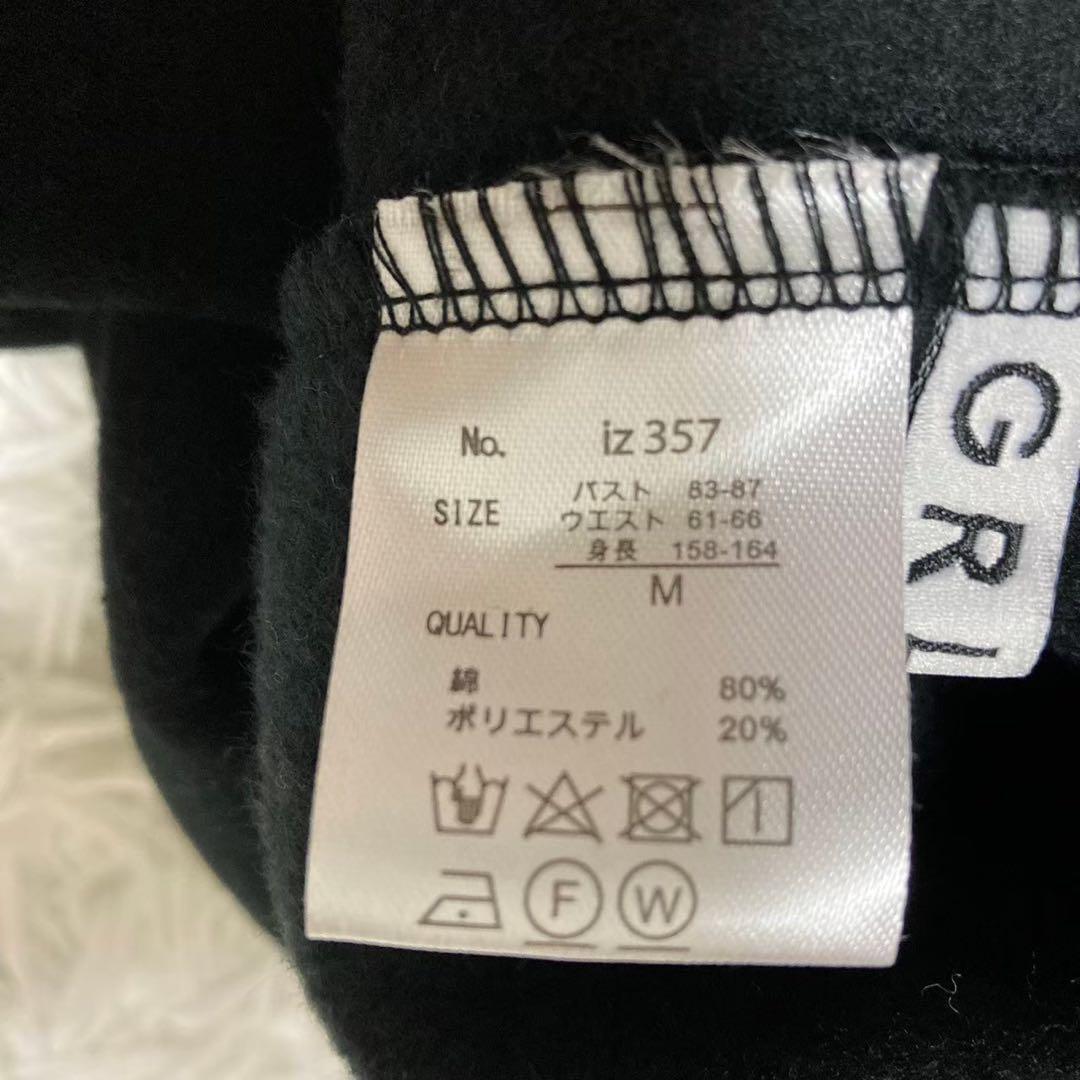 No. iz357
SIZE
バスト 83-87
ウエスト 61-66
身長 158-164
M
QUALITY
綿 80%
ポリエステル 20%
F W
GRL